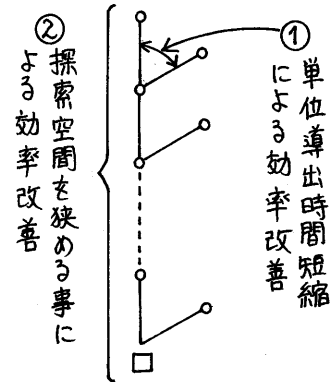 ①
単位導出時間短縮
による効率改善
②
探索空間を狭める事に
よる効率改善